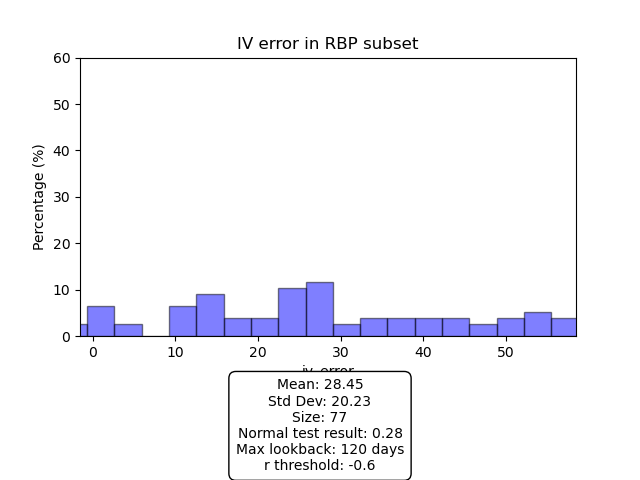 IV error in RBP subset
Percentage (%)
60
50
40
30
20
10
0
0 10 20 30 40 50
iv_error
Mean: 28.45
Std Dev: 20.23
Size: 77
Normal test result: 0.28
Max lookback: 120 days
r threshold: -0.6